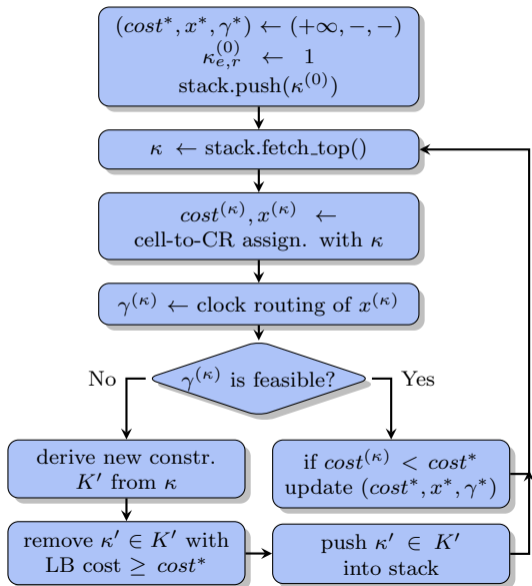 (cost*, x*, γ*) ← (+∞, −, −)
κ_{e,r}^{(0)} ← 1
stack.push(κ^{(0)})
κ ← stack.fetch_top()
cost^{(κ)}, x^{(κ)} ←
cell-to-CR assign. with κ
γ^{(κ)} ← clock routing of x^{(κ)}
γ^{(κ)} is feasible?
No
Yes
derive new constr.
K′ from κ
if cost^{(κ)} < cost*
update (cost*, x*, γ*)
remove κ′ ∈ K′ with
LB cost ≥ cost*
push κ′ ∈ K′
into stack